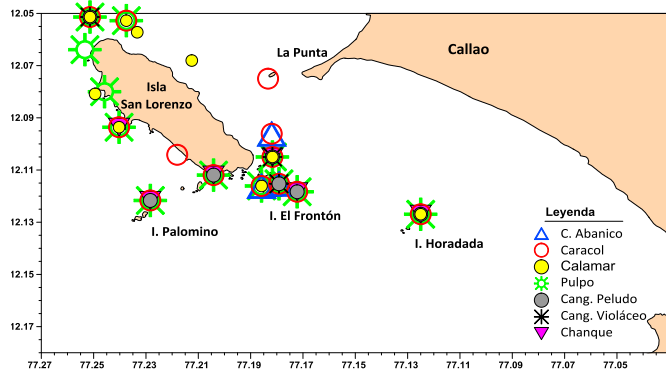 12.05
La Punta
Callao
12.07
Isla
San Lorenzo
12.09
12.11
I. Palomino
I. El Frontón
I. Horadada
12.13
12.15
12.17
Leyenda
C. Abanico
Caracol
Calamar
Pulpo
Cang. Peludo
Cang. Violáceo
Chanque
77.27 77.25 77.23 77.21 77.19 77.17 77.15 77.13 77.11 77.09 77.07 77.05